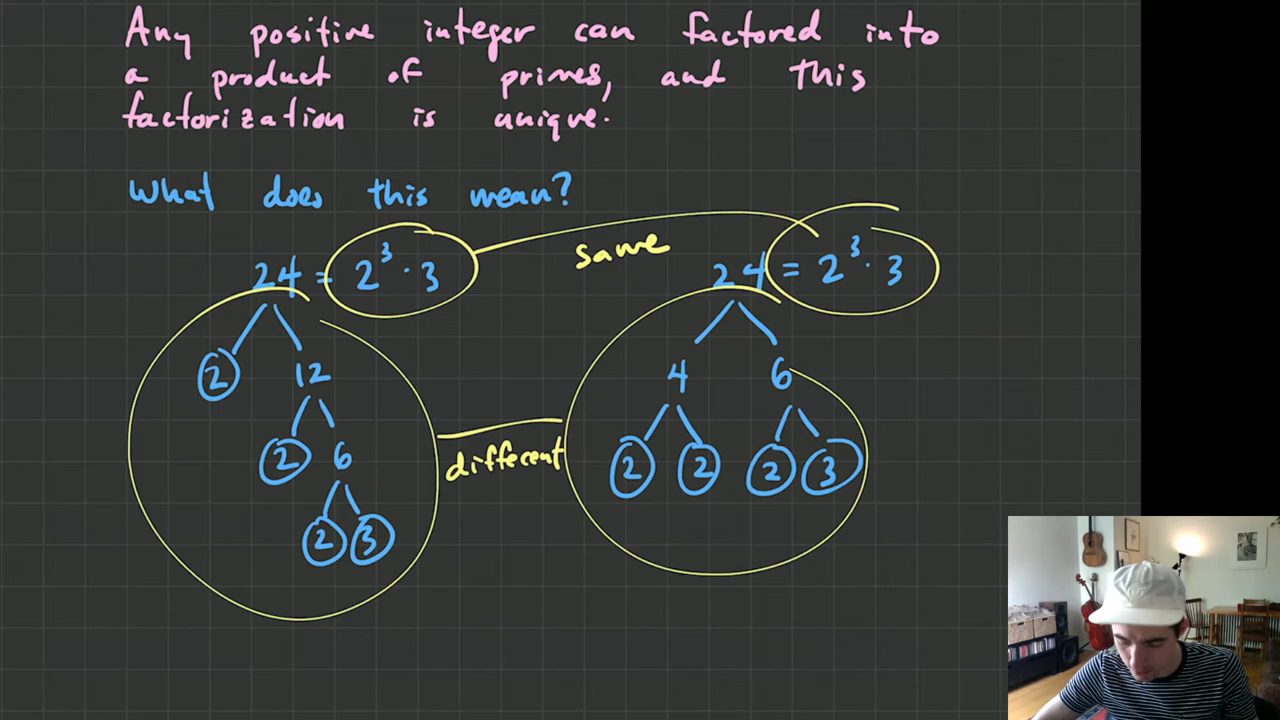 Any positive integer can factored into
a product of primes, and this
factorization is unique.
What does this mean?
same
24 = 2³ · 3
24 = 2³ · 3
2 12
4 6
different
2 6
2 2 2 3
2 3